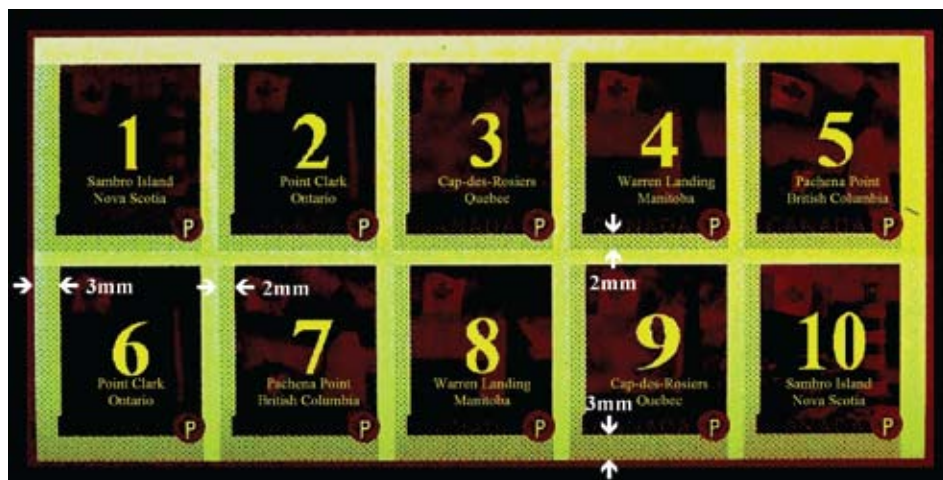 1
Sambro Island
Nova Scotia
P
2
Point Clark
Ontario
P
3
Cap-des-Rosiers
Quebec
P
4
Warren Landing
Manitoba
P
5
Pachena Point
British Columbia
P
3mm
2mm
2mm
6
Point Clark
Ontario
P
7
Pachena Point
British Columbia
P
8
Warren Landing
Manitoba
P
9
Cap-des-Rosiers
3mm
Quebec
P
10
Sambro Island
Nova Scotia
P